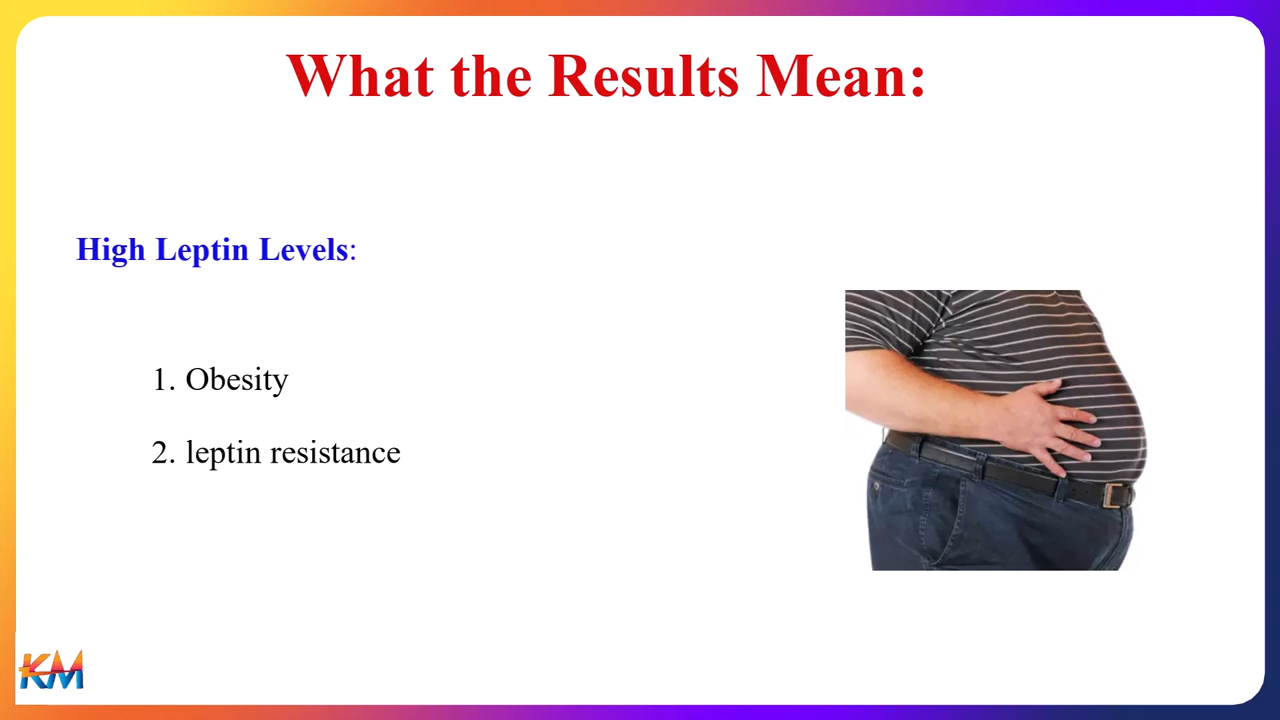 What the Results Mean:
High Leptin Levels:
1. Obesity
2. leptin resistance
KM